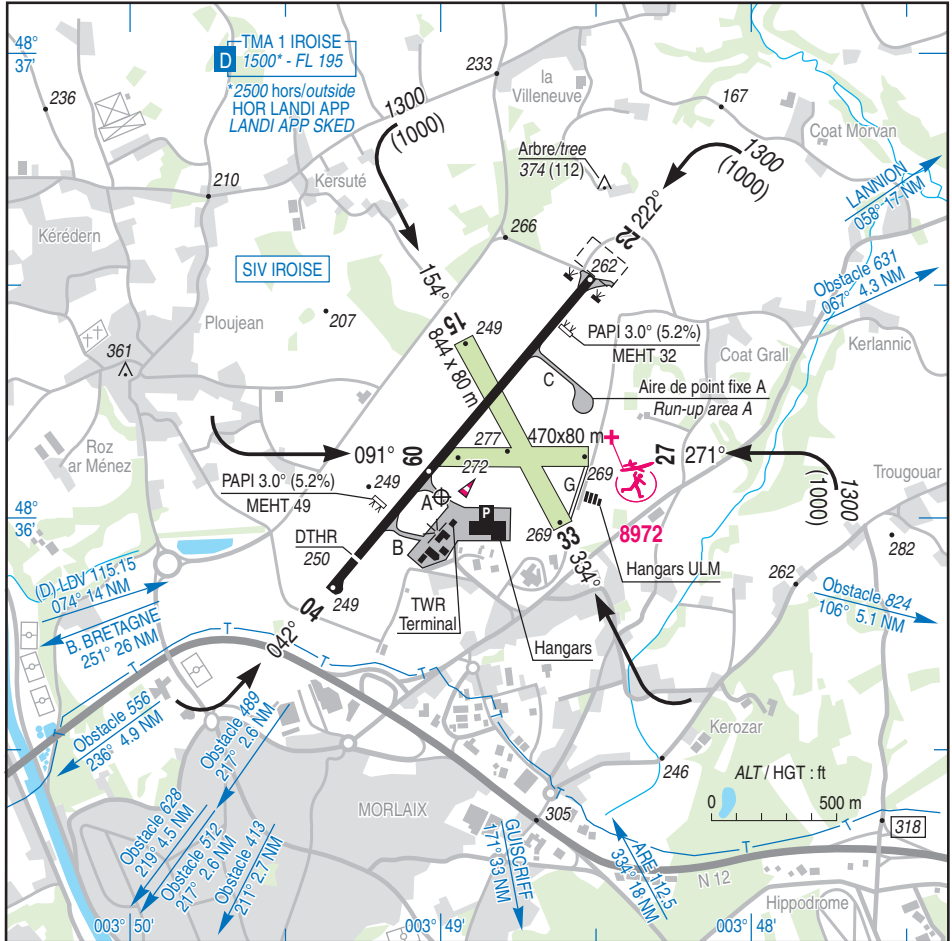 48°
37'
D
TMA 1 IROISE
1500* - FL 195
*2500 hors/outside
HOR LANDI APP
LANDI APP SKED
233
la
Villeneuve
236
1300
(1000)
167
Coat Morvan
1300
(1000)
Arbre/tree
374 (112)
Kersuté
210
LANNION
058° 17 NM
Kérédern
266
22 222°
262
SIV IROISE
154°
Obstacle 631
067° 4.3 NM
Ploujean
207
15
249
844 x 80 m
PAPI 3.0° (5.2%)
MEHT 32
Coat Grall
Kerlannic
361
C
Aire de point fixe A
Run-up area A
Roz
ar Ménez
091°
09
277
470x80 m
272
269
27
271°
Trougouar
PAPI 3.0° (5.2%)
MEHT 49
249
A
G
1300
(1000)
48°
36'
P
269
33
334°
8972
282
DTHR
250
B
Hangars ULM
262
(D)-LDV 115.15
074° 14 NM
249
04
042°
TWR
Terminal
Obstacle 824
106° 5.1 NM
B. BRETAGNE
251° 26 NM
T
T
T
T
Hangars
Obstacle 556
236° 4.9 NM
Obstacle 489
217° 2.6 NM
Kerozar
246
ALT / HGT : ft
0
500 m
MORLAIX
305
318
Obstacle 628
219° 4.5 NM
Obstacle 512
217° 2.6 NM
Obstacle 413
211° 2.7 NM
GUISCRIFF
171° 33 NM
ARE 112.5
334° 18 NM
T
T
N 12
Hippodrome
003° 50'
003° 49'
003° 48'